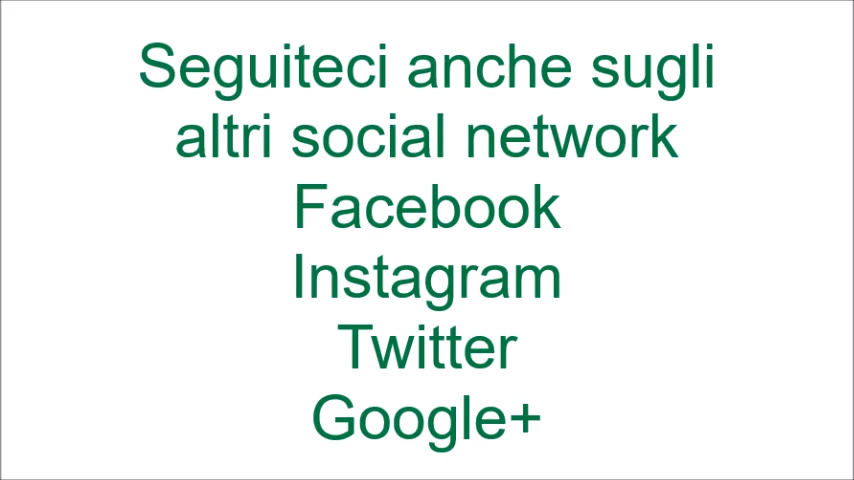 Seguiteci anche sugli
altri social network
Facebook
Instagram
Twitter
Google+